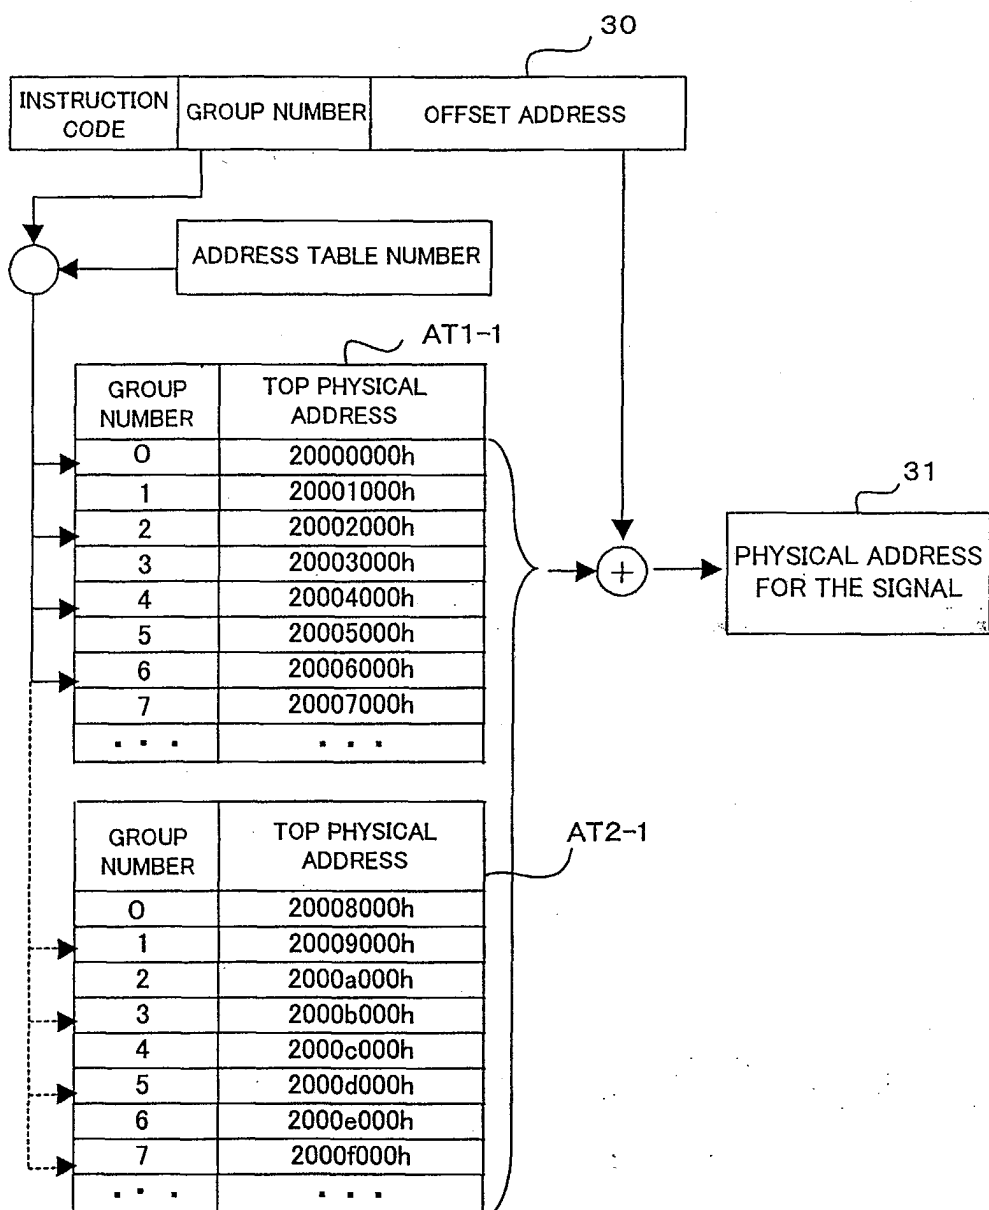 30
INSTRUCTION CODE GROUP NUMBER OFFSET ADDRESS
ADDRESS TABLE NUMBER
AT1-1
GROUP NUMBER TOP PHYSICAL ADDRESS
0 20000000h
1 20001000h
2 20002000h
3 20003000h
4 20004000h
5 20005000h
6 20006000h
7 20007000h
... ...
+
31
PHYSICAL ADDRESS
FOR THE SIGNAL
AT2-1
GROUP NUMBER TOP PHYSICAL ADDRESS
0 20008000h
1 20009000h
2 2000a000h
3 2000b000h
4 2000c000h
5 2000d000h
6 2000e000h
7 2000f000h
... ...